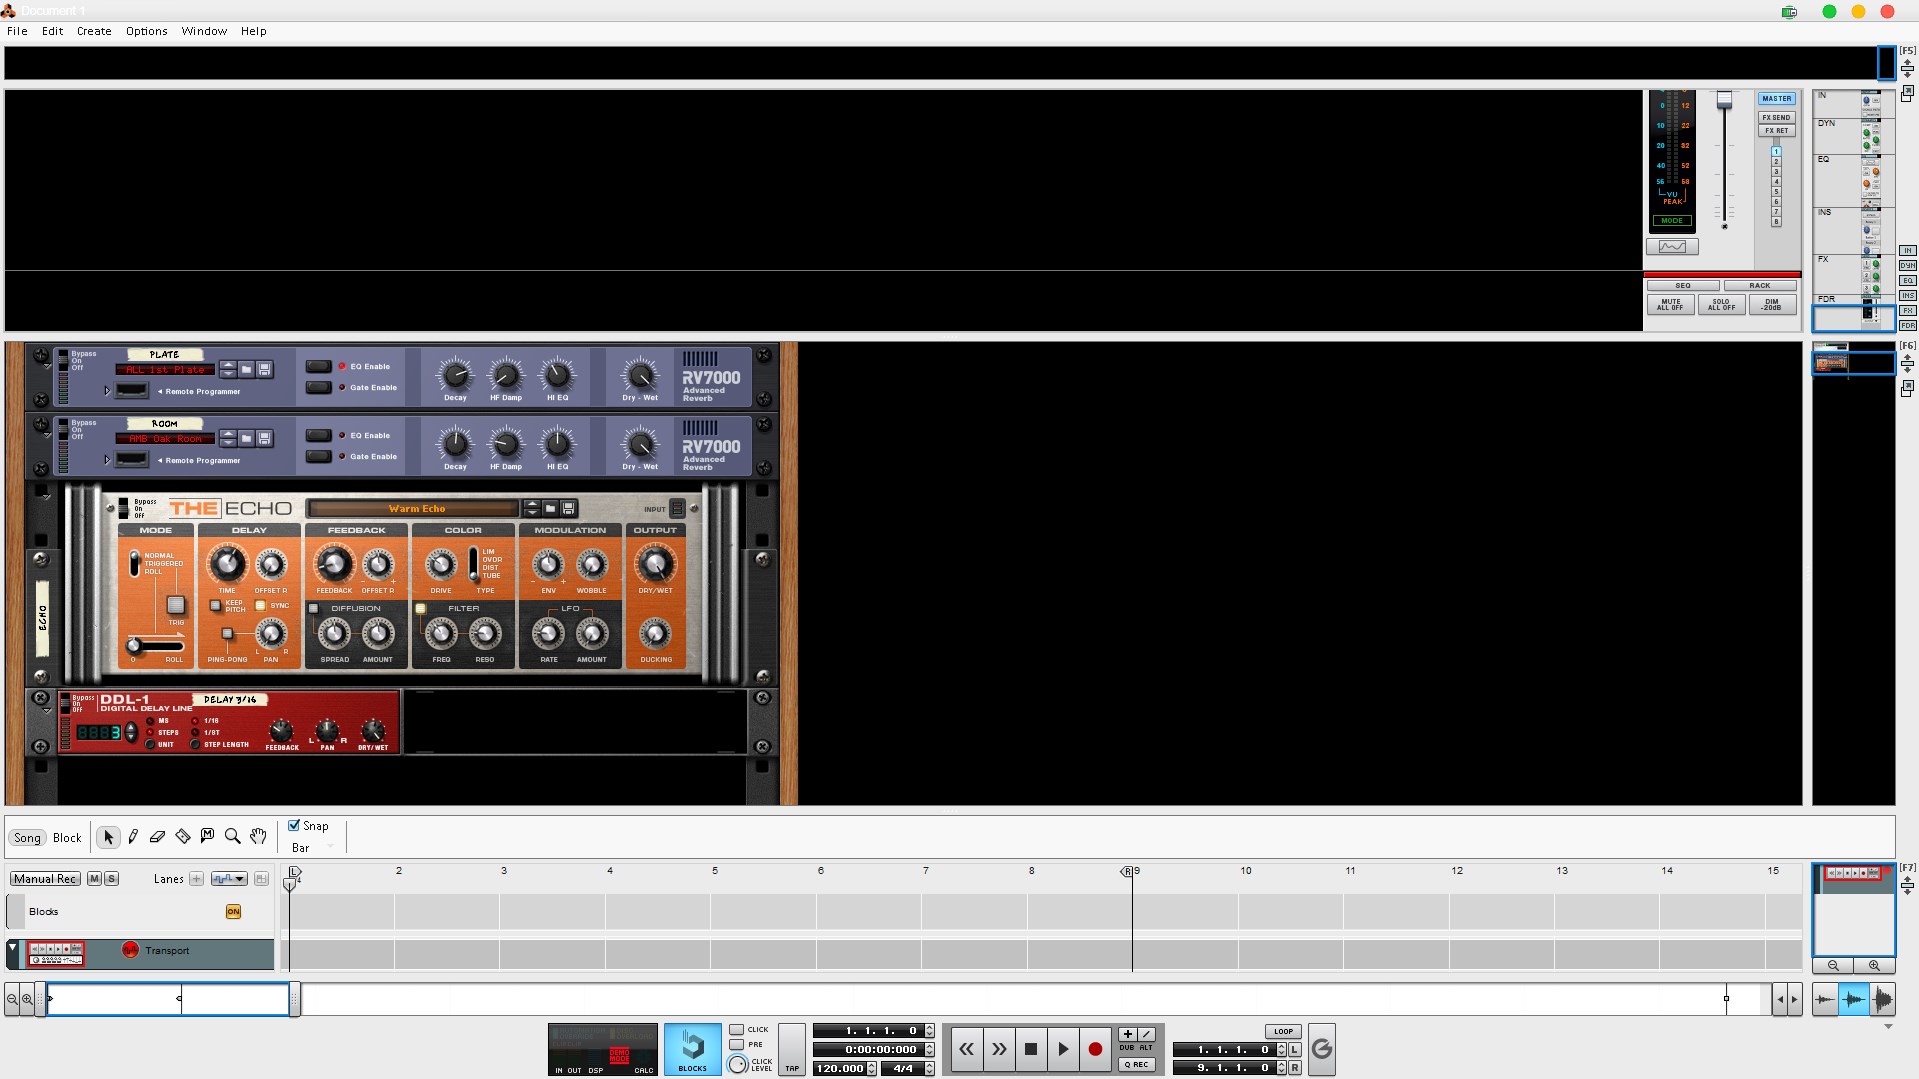 Document 1
File Edit Create Options Window Help
[F5]
0 12
10 22
20 32
40 52
56 68
VU
PEAK
MODE
MASTER
FX SEND
FX RET
1
2
3
4
5
6
7
8
IN
DYN
EQ
INS
FX
FDR
IN
DYN
EQ
INS
FX
FDR
SEQ RACK
MUTE ALL OFF SOLO ALL OFF DIM -20dB
[F6]
Bypass
On
Off
PLATE
ALL 1st Plate
Remote Programmer
EQ Enable
Gate Enable
Decay HF Damp HI EQ Dry - Wet
RV7000
Advanced
Reverb
Bypass
On
Off
ROOM
AMB Oak Room
Remote Programmer
EQ Enable
Gate Enable
Decay HF Damp HI EQ Dry - Wet
RV7000
Advanced
Reverb
Bypass
On
Off
THE ECHO
Warm Echo
INPUT
MODE DELAY FEEDBACK COLOR MODULATION OUTPUT
NORMAL
TRIGGERED
ROLL
LIM
OVDR
DIST
TUBE
TIME OFFSET R FEEDBACK - OFFSET R + DRIVE TYPE - ENV + WOBBLE DRY/WET
TRIG
KEEP PITCH
SYNC
DIFFUSION FILTER LFO
ECHO
0 ROLL PING-PONG L PAN R SPREAD AMOUNT FREQ RESO RATE AMOUNT DUCKING
Bypass
On
Off
DDL-1
DIGITAL DELAY LINE
DELAY 3/16
3
MS
STEPS
UNIT
1/16
1/8T
STEP LENGTH
FEEDBACK L PAN R DRY/WET
Song Block
Snap
Bar
Manual Rec M S Lanes
L 2 3 4 5 6 7 8 R 9 10 11 12 13 14 15
4
[F7]
Blocks ON
Transport
IN OUT DSP DEMO MODE CALC
BLOCKS
CLICK
PRE
CLICK LEVEL
TAP
1. 1. 1. 0
0:00:00:000
120.000 4/4
DUB ALT
Q REC
LOOP
1. 1. 1. 0 L
9. 1. 1. 0 R